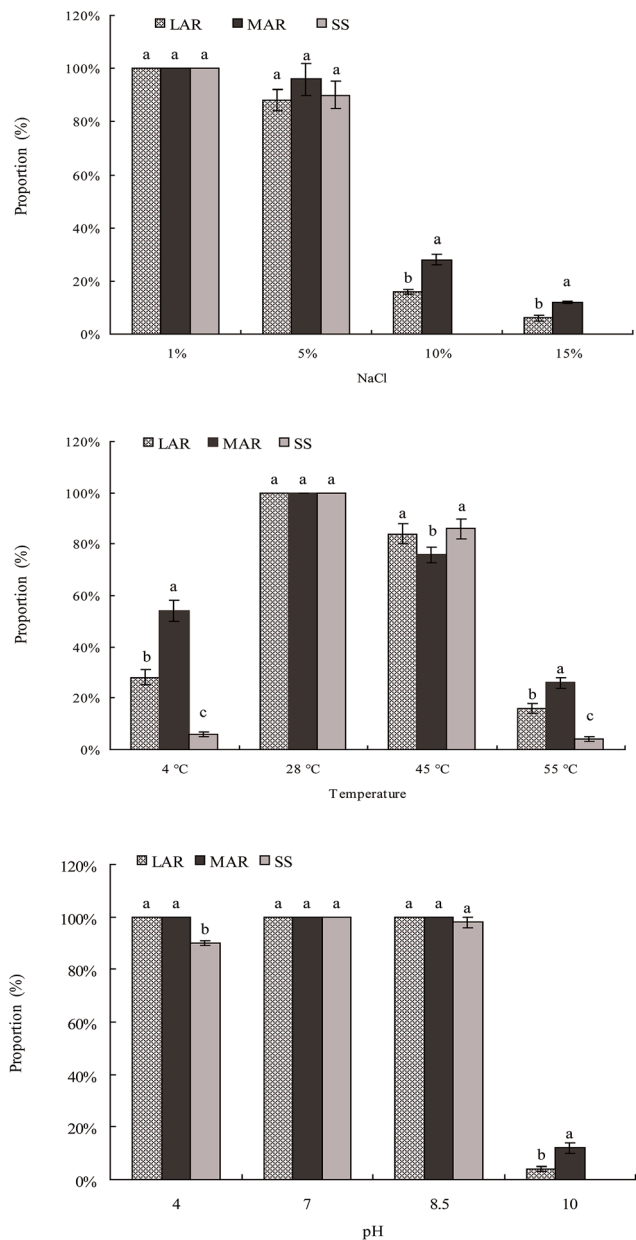 LAR MAR SS
120%
100%
80%
60%
40%
20%
0%
Proportion (%)
a a a
a a a
b a
b a
1% 5% 10% 15%
NaCl
LAR MAR SS
120%
100%
80%
60%
40%
20%
0%
Proportion (%)
b a c
a a a
a b a
b a c
4 °C 28 °C 45 °C 55 °C
Temperature
LAR MAR SS
120%
100%
80%
60%
40%
20%
0%
Proportion (%)
a a b
a a a
a a a
b a
4 7 8.5 10
pH